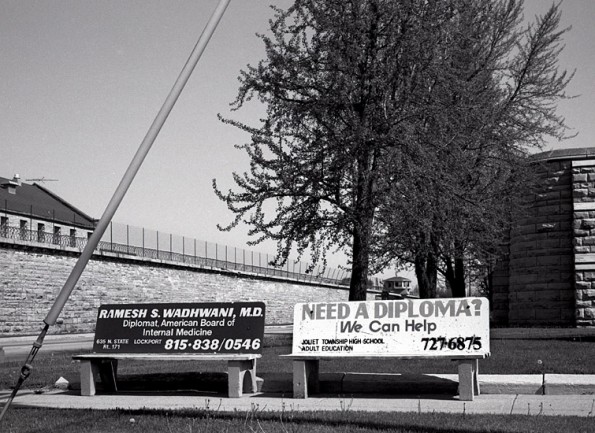 RAMESH S. WADHWANI, M.D.
Diplomat, American Board of
Internal Medicine
635 N. STATE
RT. 171
LOCKPORT 815-838/0546
NEED A DIPLOMA?
We Can Help
JOLIET TOWNSHIP HIGH SCHOOL
ADULT EDUCATION
727-6875